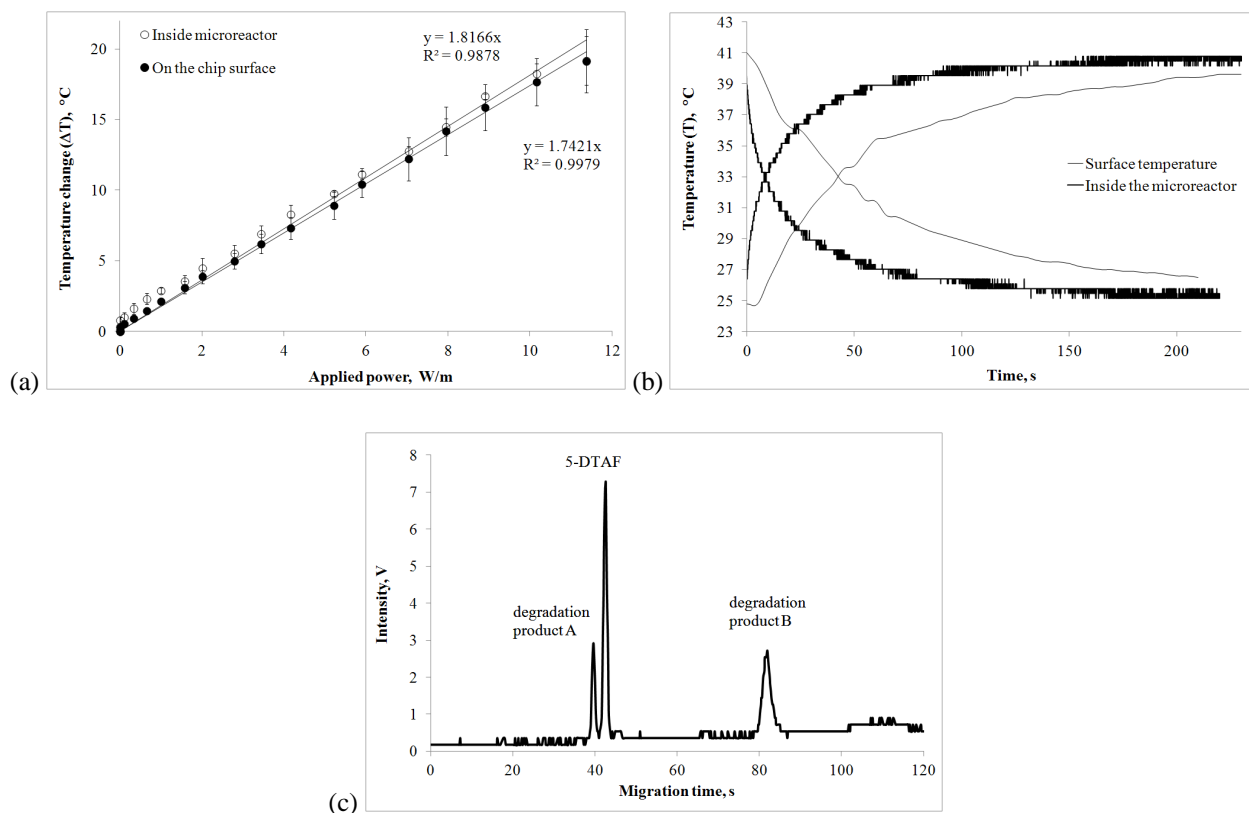 Inside microreactor
On the chip surface
y = 1.8166x
R² = 0.9878
y = 1.7421x
R² = 0.9979
Temperature change (ΔT), °C
20
15
10
5
0
0
2
4
6
8
10
12
Applied power, W/m
(a)
Temperature (T), °C
43
41
39
37
35
33
31
29
27
25
23
Surface temperature
Inside the microreactor
0
50
100
150
200
Time, s
(b)
5-DTAF
degradation
product A
degradation
product B
Intensity, V
8
7
6
5
4
3
2
1
0
0
20
40
60
80
100
120
Migration time, s
(c)